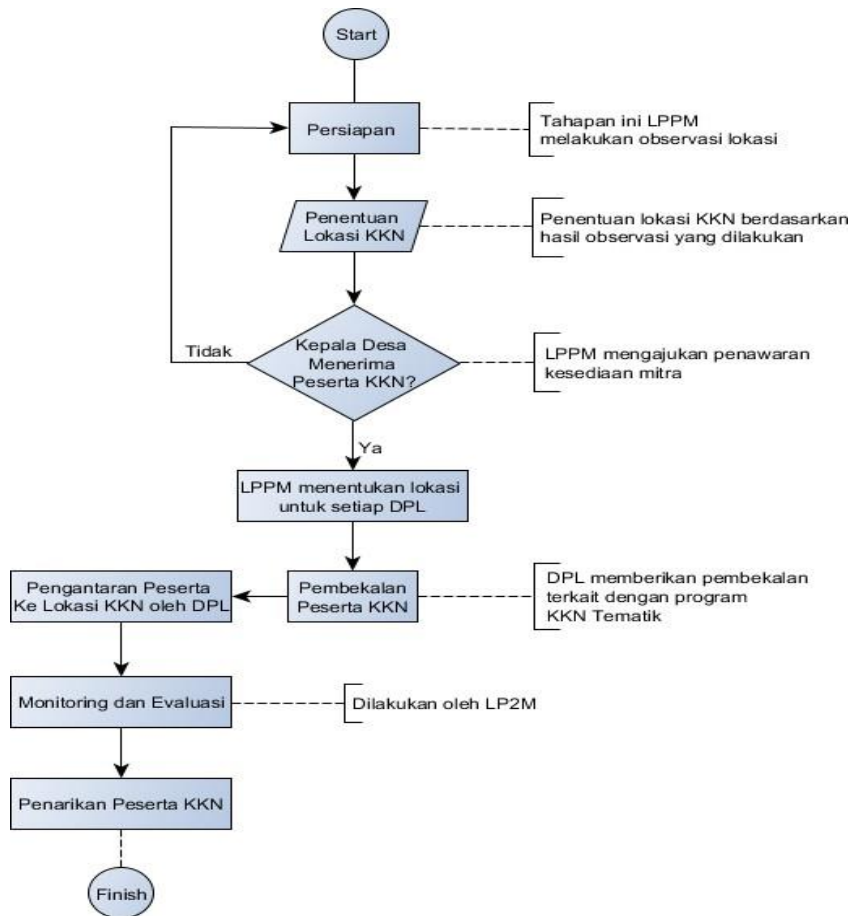 Start
Persiapan
Tahapan ini LPPM
melakukan observasi lokasi
Penentuan
Lokasi KKN
Penentuan lokasi KKN berdasarkan
hasil observasi yang dilakukan
Tidak
Kepala Desa
Menerima
Peserta KKN?
LPPM mengajukan penawaran
kesediaan mitra
Ya
LPPM menentukan lokasi
untuk setiap DPL
Pengantaran Peserta
Ke Lokasi KKN oleh DPL
Pembekalan
Peserta KKN
DPL memberikan pembekalan
terkait dengan program
KKN Tematik
Monitoring dan Evaluasi
Dilakukan oleh LP2M
Penarikan Peserta KKN
Finish